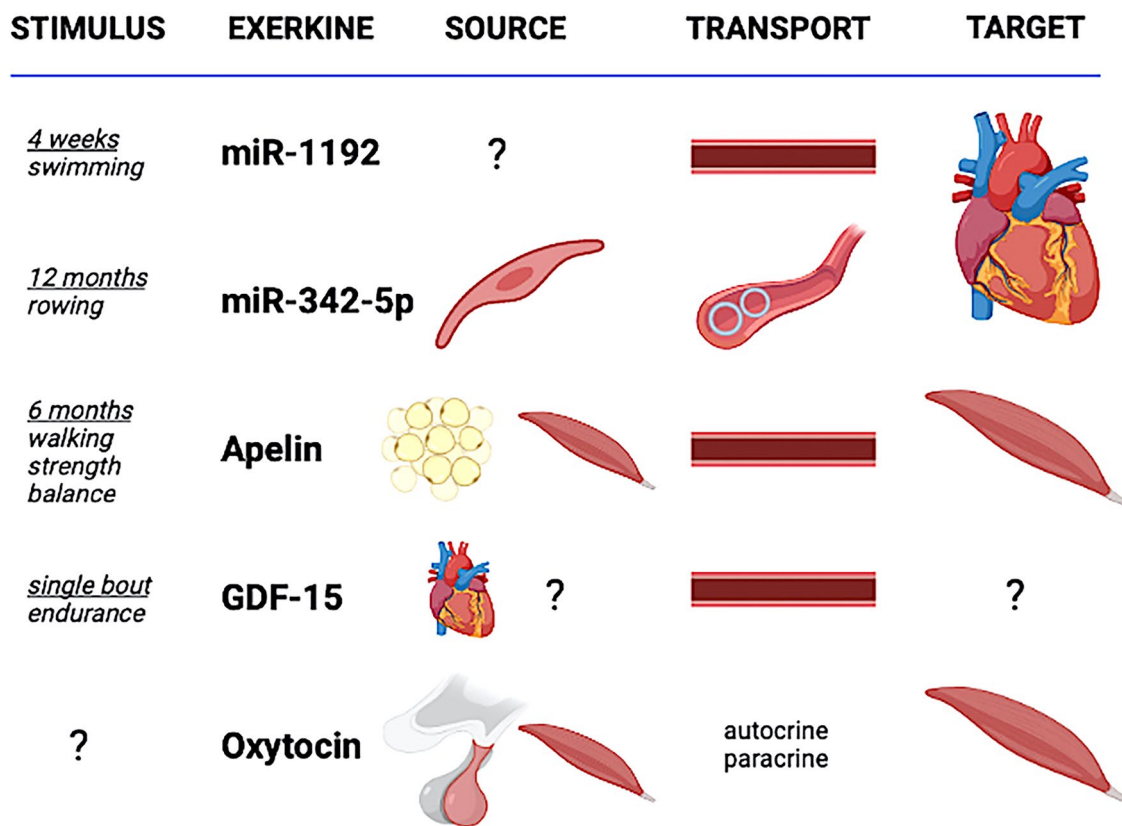 STIMULUS EXERKINE SOURCE TRANSPORT TARGET
4 weeks
swimming
miR-1192
?
12 months
rowing
miR-342-5p
6 months
walking
strength
balance
Apelin
single bout
endurance
GDF-15
?
?
?
Oxytocin
autocrine
paracrine